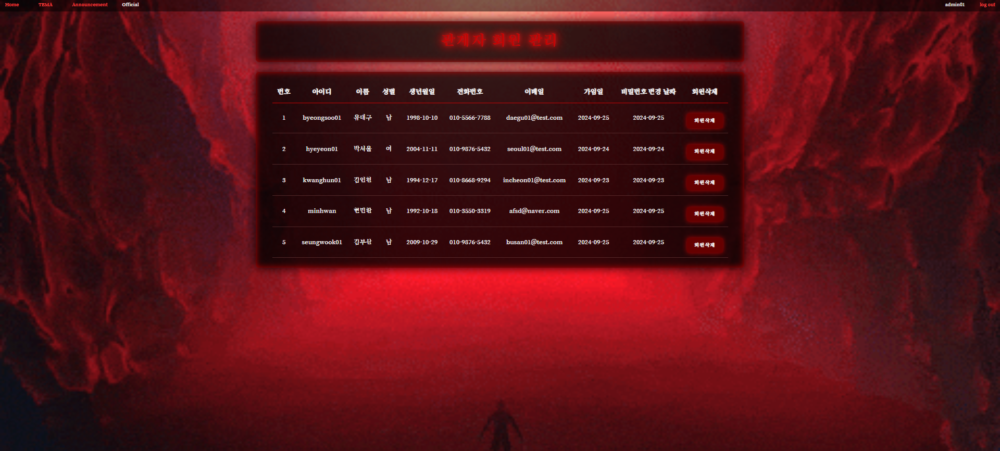 Home TEMA Announcement Official admin01 log out
관계자 회원 관리
번호 아이디 이름 성별 생년월일 전화번호 이메일 가입일 비밀번호 변경 날짜 회원삭제
1 byeongsoo01 유대구 남 1998-10-10 010-5566-7788 daegu01@test.com 2024-09-25 2024-09-25 회원삭제
2 hyeyeon01 박서울 여 2004-11-11 010-9876-5432 seoul01@test.com 2024-09-24 2024-09-24 회원삭제
3 kwanghun01 김인천 남 1994-12-17 010-8668-9294 incheon01@test.com 2024-09-23 2024-09-23 회원삭제
4 minhwan 현민환 남 1992-10-18 010-3550-3319 afsd@naver.com 2024-09-25 2024-09-25 회원삭제
5 seungwook01 김부산 남 2009-10-29 010-9876-5432 busan01@test.com 2024-09-25 2024-09-25 회원삭제